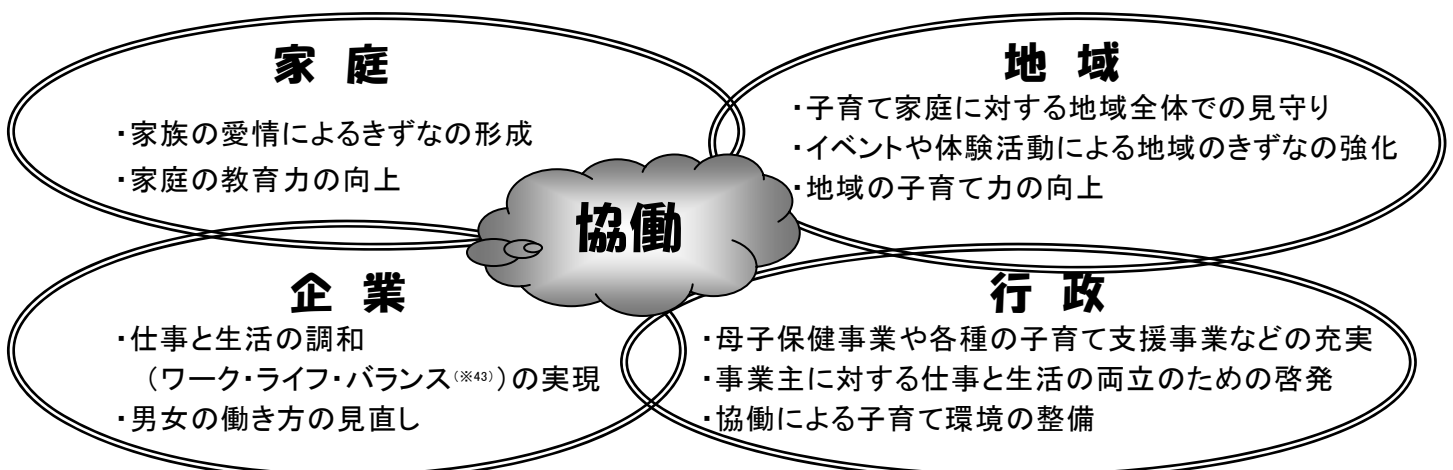 家 庭
・家族の愛情によるきずなの形成
・家庭の教育力の向上
地 域
・子育て家庭に対する地域全体での見守り
・イベントや体験活動による地域のきずなの強化
・地域の子育て力の向上
協働
企 業
・仕事と生活の調和
（ワーク・ライフ・バランス（※43））の実現
・男女の働き方の見直し
行 政
・母子保健事業や各種の子育て支援事業などの充実
・事業主に対する仕事と生活の両立のための啓発
・協働による子育て環境の整備